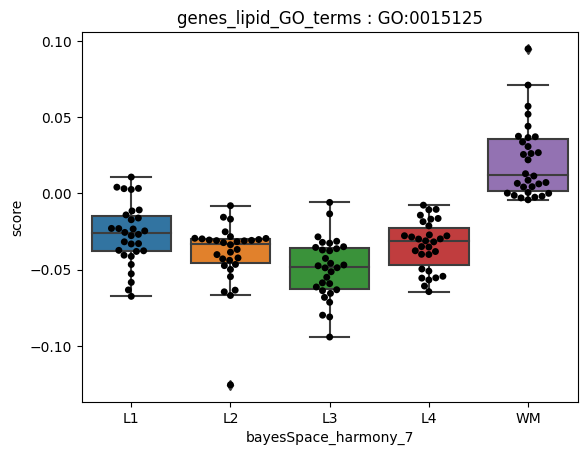 genes_lipid_GO_terms : GO:0015125
0.10
0.05
0.00
−0.05
−0.10
score
L1 L2 L3 L4 WM
bayesSpace_harmony_7